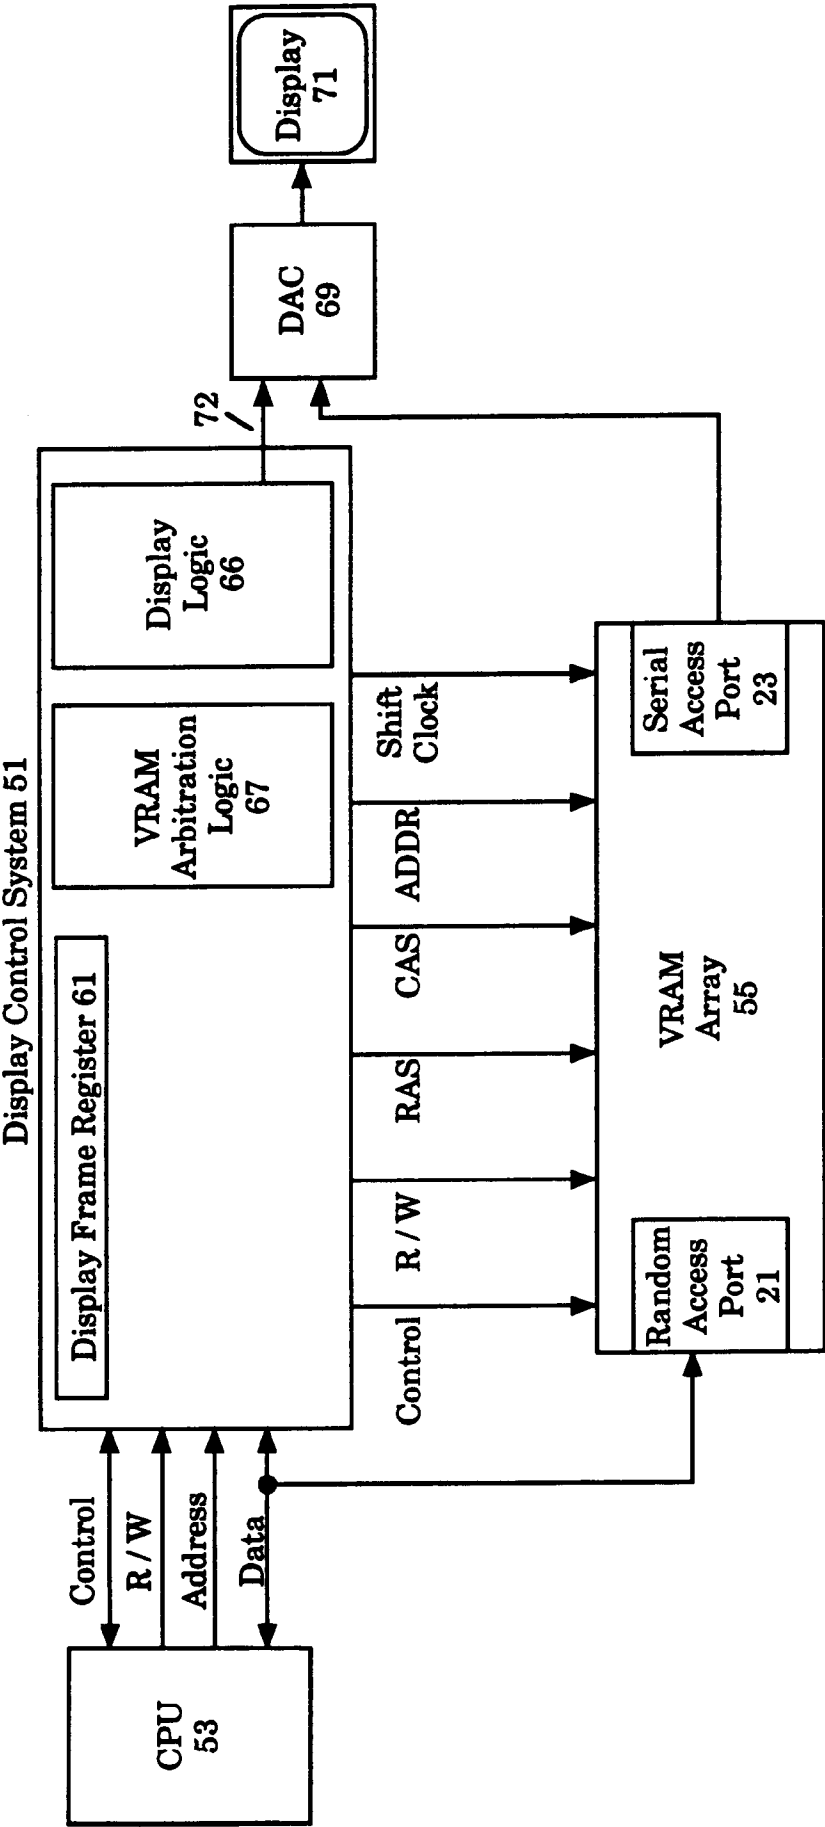 Display Control System 51
CPU
53
Control
R / W
Address
Data
Display Frame Register 61
VRAM
Arbitration
Logic
67
Display
Logic
66
72
DAC
69
Display
71
Control
R / W
RAS
CAS
ADDR
Shift
Clock
Random
Access
Port
21
VRAM
Array
55
Serial
Access
Port
23